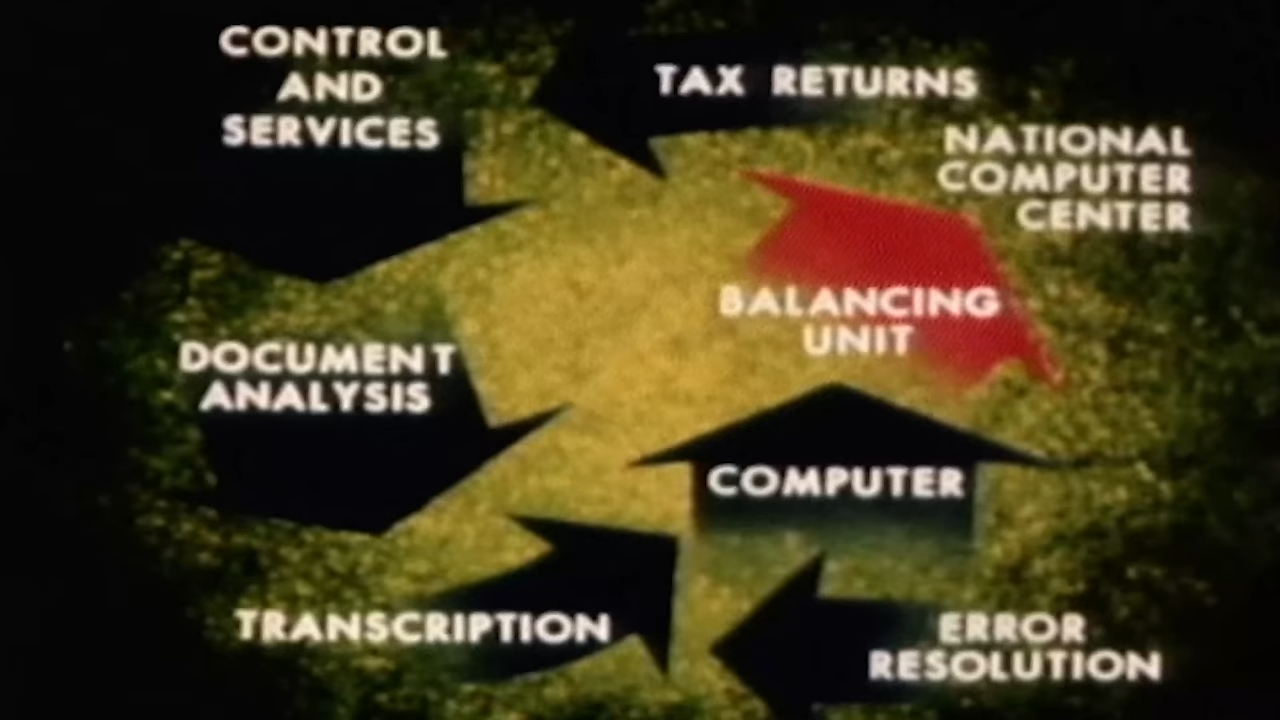 CONTROL
AND
SERVICES
TAX RETURNS
NATIONAL
COMPUTER
CENTER
BALANCING
UNIT
DOCUMENT
ANALYSIS
COMPUTER
TRANSCRIPTION
ERROR
RESOLUTION